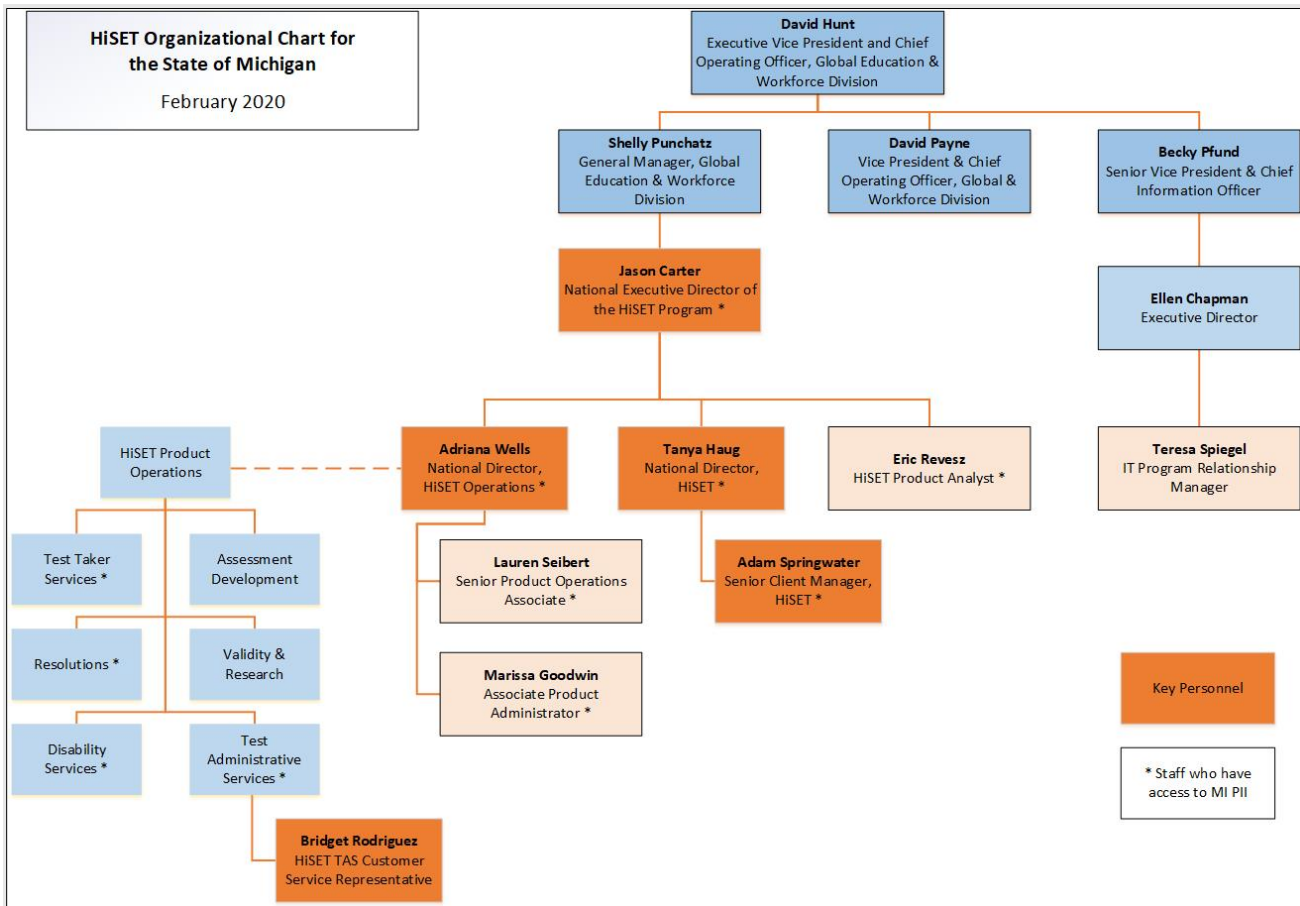 HiSET Organizational Chart for
the State of Michigan
February 2020
David Hunt
Executive Vice President and Chief
Operating Officer, Global Education &
Workforce Division
Shelly Punchatz
General Manager, Global
Education & Workforce
Division
David Payne
Vice President & Chief
Operating Officer, Global &
Workforce Division
Becky Pfund
Senior Vice President & Chief
Information Officer
Jason Carter
National Executive Director of
the HiSET Program *
Ellen Chapman
Executive Director
HiSET Product
Operations
Adriana Wells
National Director,
HiSET Operations *
Tanya Haug
National Director,
HiSET *
Eric Revesz
HiSET Product Analyst *
Teresa Spiegel
IT Program Relationship
Manager
Test Taker
Services *
Assessment
Development
Lauren Seibert
Senior Product Operations
Associate *
Adam Springwater
Senior Client Manager,
HiSET *
Resolutions *
Validity &
Research
Marissa Goodwin
Associate Product
Administrator *
Key Personnel
Disability
Services *
Test
Administrative
Services *
* Staff who have
access to MI PII
Bridget Rodriguez
HiSET TAS Customer
Service Representative